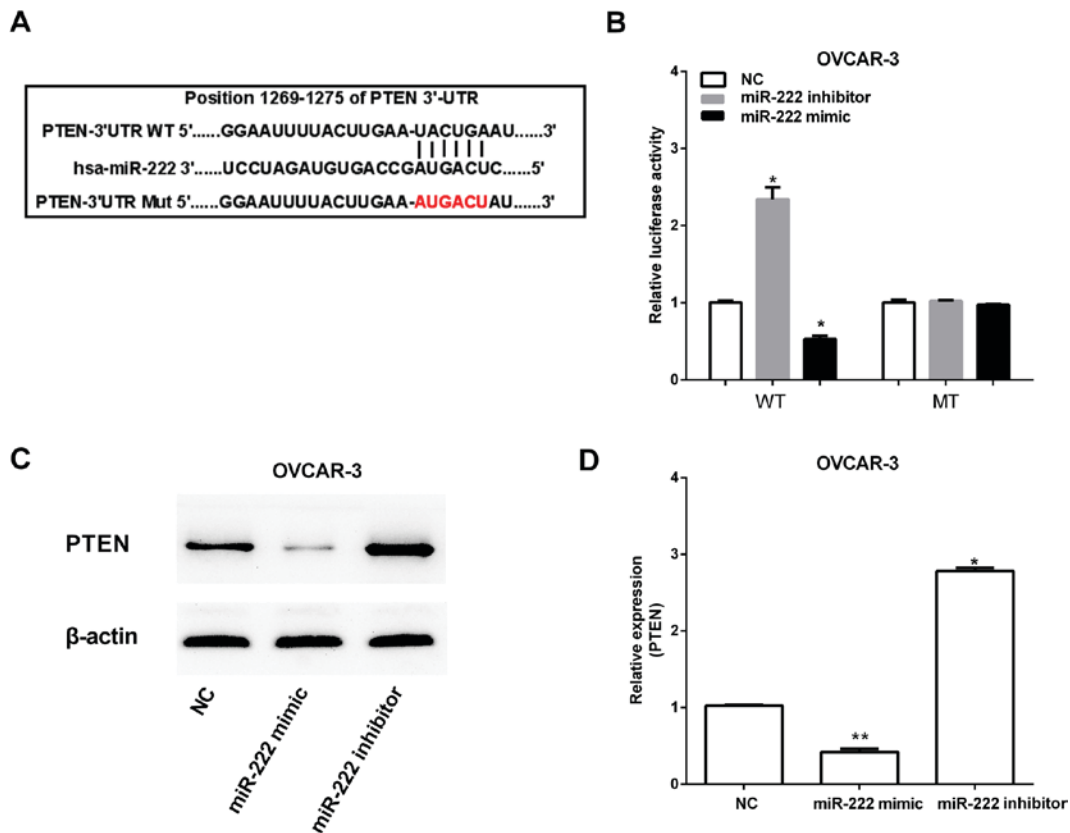 A
Position 1269-1275 of PTEN 3'-UTR
PTEN-3'UTR WT 5'......GGAAUUUUACUUGAA-UACUGAAU......3'
hsa-miR-222 3'......UCCUAGAUGUGACCGAUGACUC......5'
PTEN-3'UTR Mut 5'......GGAAUUUUACUUGAA-AUGACUAU......3'
B
OVCAR-3
NC
miR-222 inhibitor
miR-222 mimic
Relative luciferase activity
4
3
2
1
0
*
*
WT
MT
C
OVCAR-3
PTEN
β-actin
NC
miR-222 mimic
miR-222 inhibitor
D
OVCAR-3
Relative expression
(PTEN)
4
3
2
1
0
**
*
NC
miR-222 mimic
miR-222 inhibitor